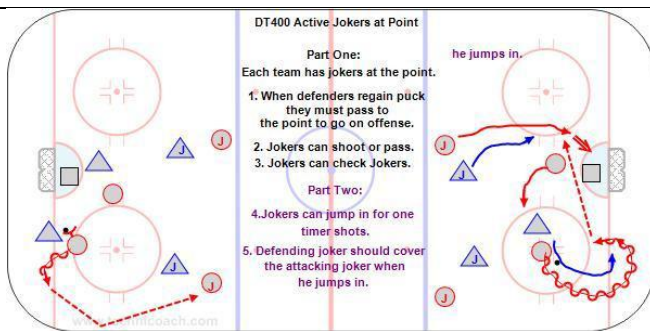 DT400 Active Jokers at Point
Part One:
he jumps in.
Each team has jokers at the point.
1. When defenders regain puck
they must pass to
the point to go on offense.
2. Jokers can shoot or pass.
3. Jokers can check Jokers.
Part Two:
4.Jokers can jump in for one
timer shots.
5. Defending joker should cover
the attacking joker when
he jumps in.
J
J
J
J
J
J
J
J